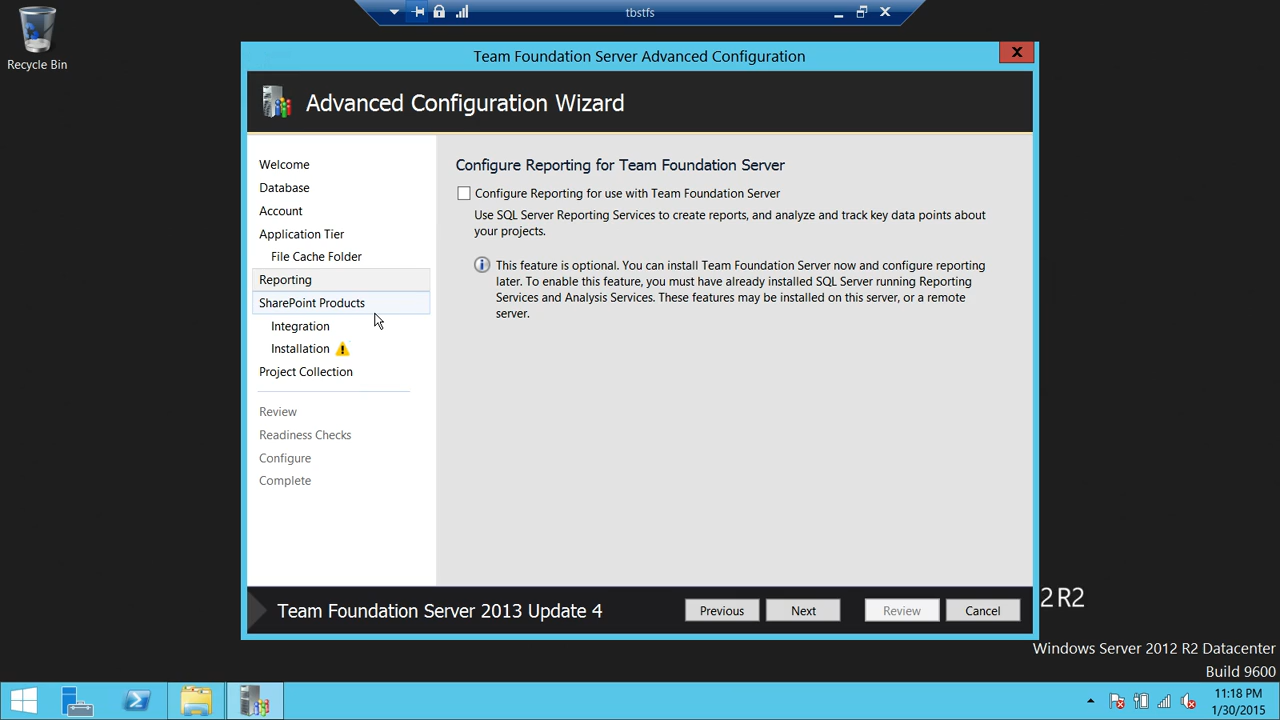 tbstfs
Recycle Bin
Team Foundation Server Advanced Configuration
X
Advanced Configuration Wizard
Welcome
Database
Account
Application Tier
File Cache Folder
Reporting
SharePoint Products
Integration
Installation
Project Collection
Review
Readiness Checks
Configure
Complete
Configure Reporting for Team Foundation Server
Configure Reporting for use with Team Foundation Server
Use SQL Server Reporting Services to create reports, and analyze and track key data points about
your projects.
This feature is optional. You can install Team Foundation Server now and configure reporting
later. To enable this feature, you must have already installed SQL Server running Reporting
Services and Analysis Services. These features may be installed on this server, or a remote
server.
Team Foundation Server 2013 Update 4
Previous
Next
Review
Cancel
2 R2
Windows Server 2012 R2 Datacenter
Build 9600
11:18 PM
1/30/2015